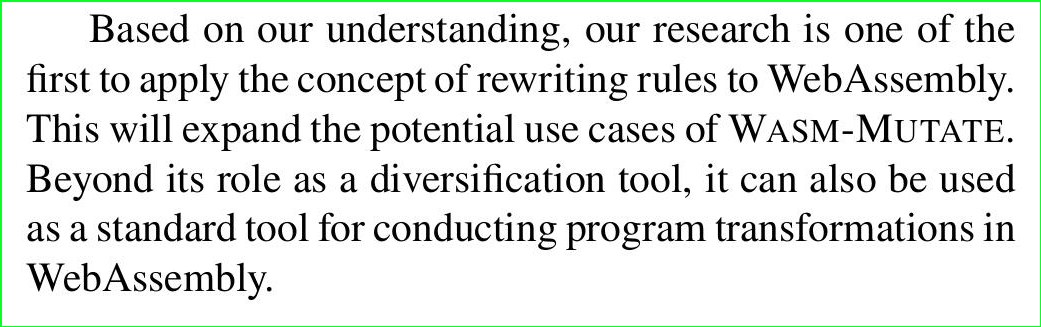 Based on our understanding, our research is one of the
first to apply the concept of rewriting rules to WebAssembly.
This will expand the potential use cases of WASM-MUTATE.
Beyond its role as a diversification tool, it can also be used
as a standard tool for conducting program transformations in
WebAssembly.